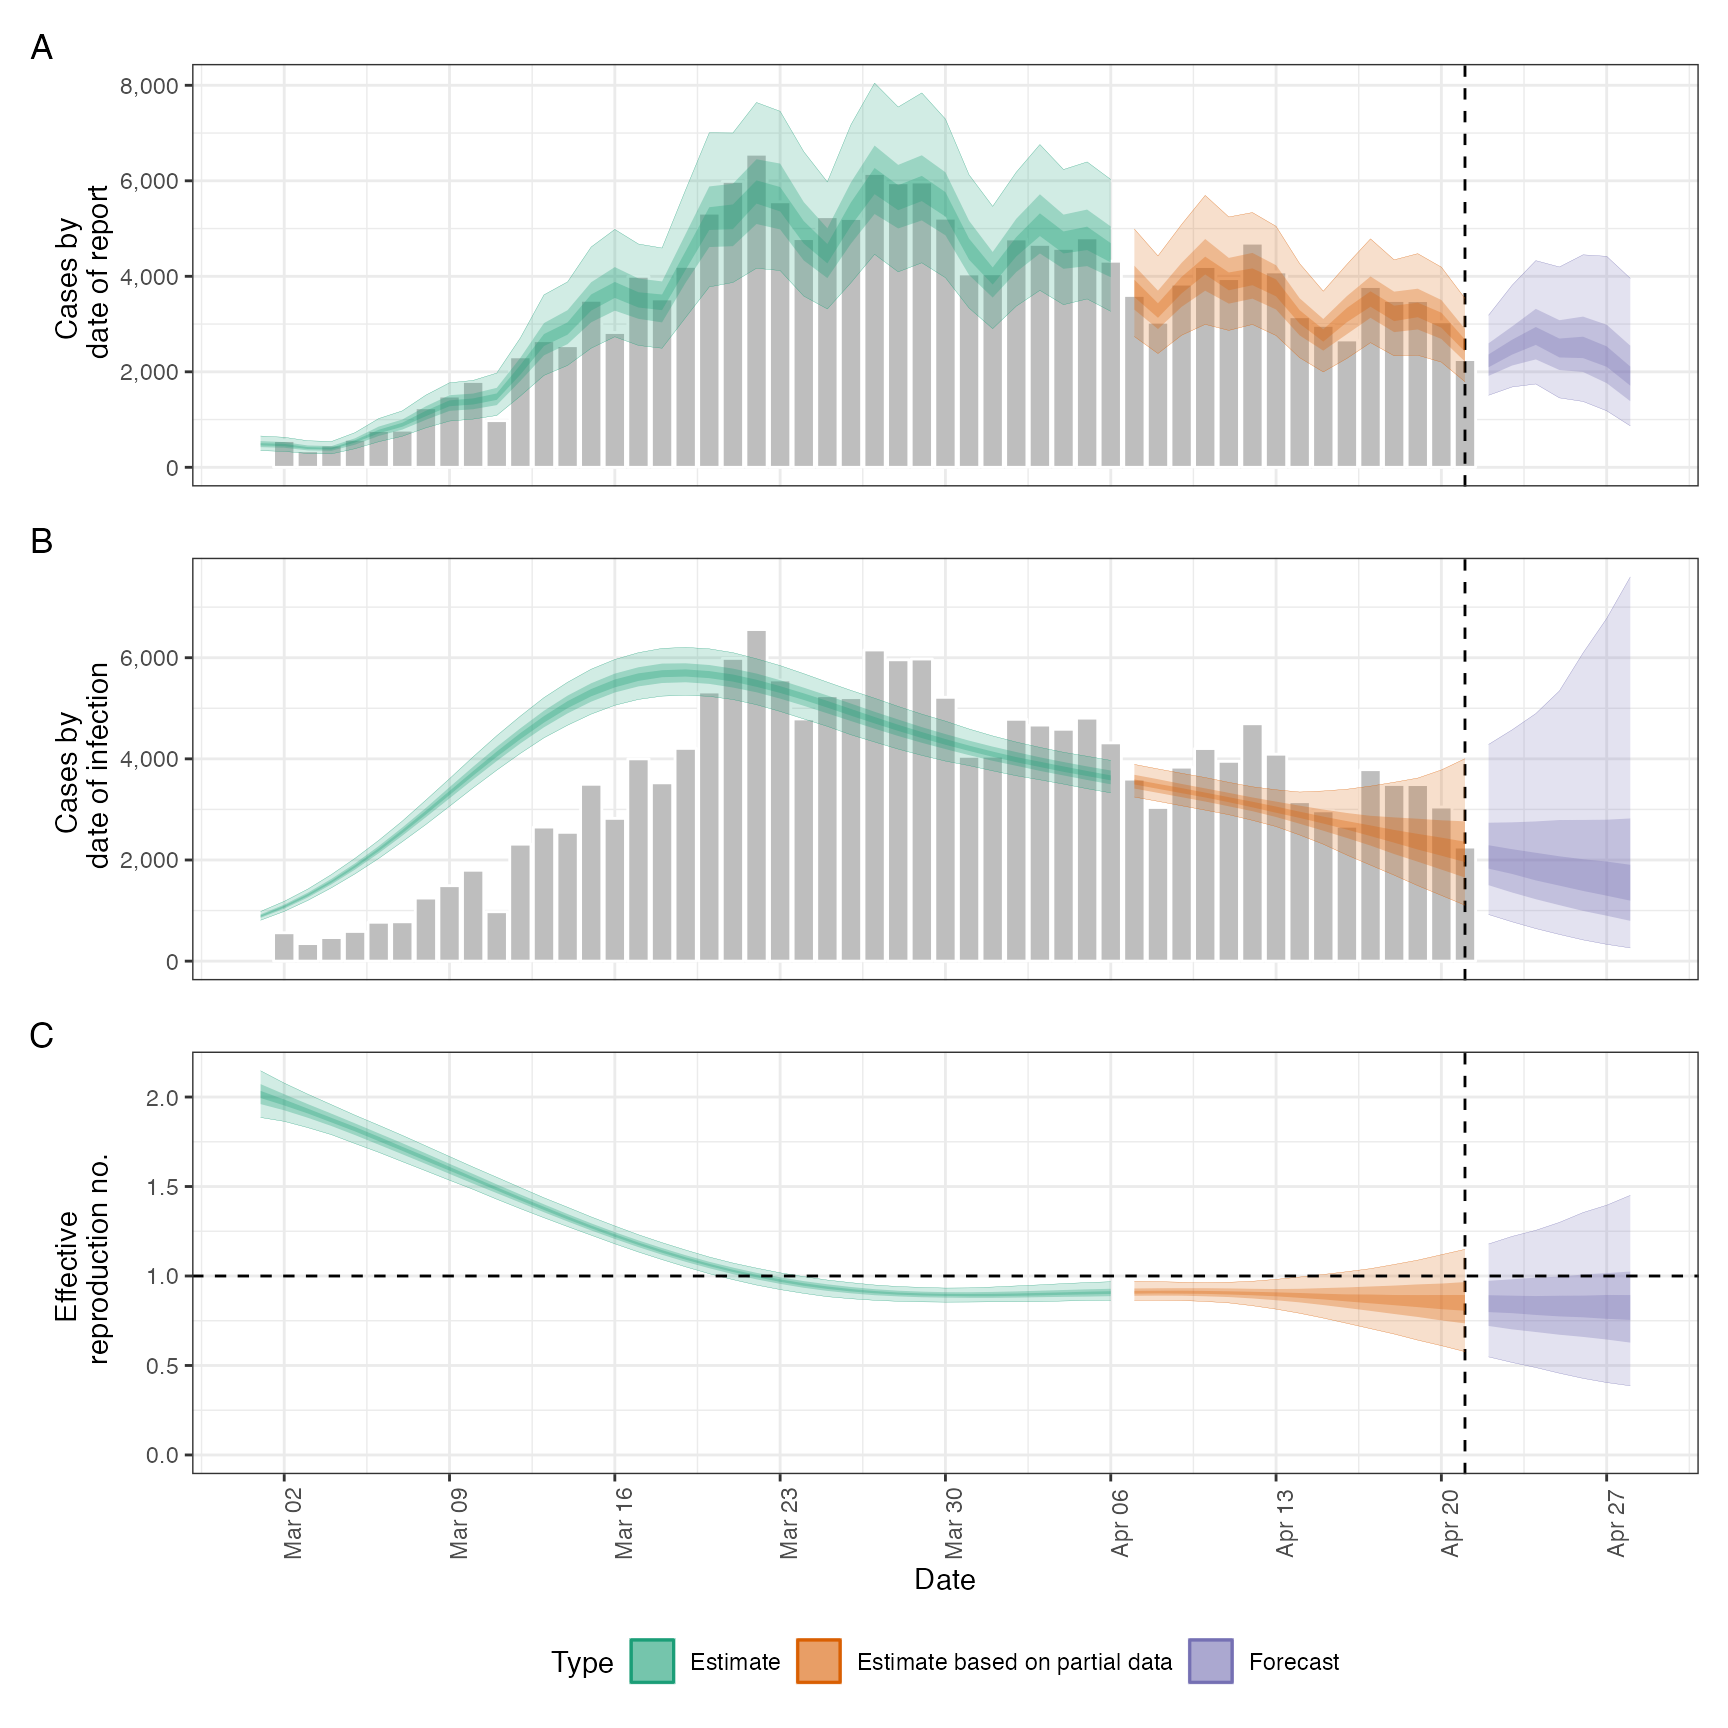 A
8,000
6,000
4,000
2,000
0
Cases by
date of report
B
6,000
4,000
2,000
0
Cases by
date of infection
C
2.0
1.5
1.0
0.5
0.0
Effective
reproduction no.
Mar 02
Mar 09
Mar 16
Mar 23
Mar 30
Apr 06
Apr 13
Apr 20
Apr 27
Date
Type Estimate Estimate based on partial data Forecast